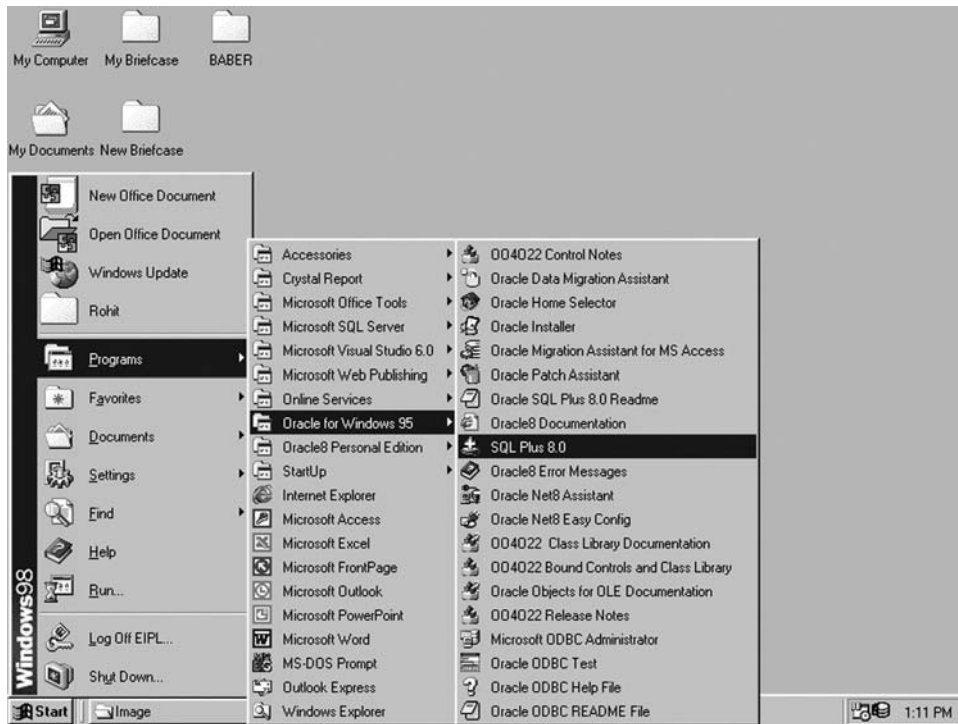 My Computer
My Briefcase
BABER
My Documents
New Briefcase
New Office Document
Open Office Document
Windows Update
Rohit
Programs
Favorites
Documents
Settings
Find
Help
Run...
Log Off EIPL...
Shut Down...
Windows98
Accessories
Crystal Report
Microsoft Office Tools
Microsoft SQL Server
Microsoft Visual Studio 6.0
Microsoft Web Publishing
Online Services
Oracle for Windows 95
Oracle8 Personal Edition
StartUp
Internet Explorer
Microsoft Access
Microsoft Excel
Microsoft FrontPage
Microsoft Outlook
Microsoft PowerPoint
Microsoft Word
MS-DOS Prompt
Outlook Express
Windows Explorer
OO4O22 Control Notes
Oracle Data Migration Assistant
Oracle Home Selector
Oracle Installer
Oracle Migration Assistant for MS Access
Oracle Patch Assistant
Oracle SQL Plus 8.0 Readme
Oracle8 Documentation
SQL Plus 8.0
Oracle8 Error Messages
Oracle Net8 Assistant
Oracle Net8 Easy Config
OO4O22 Class Library Documentation
OO4O22 Bound Controls and Class Library
Oracle Objects for OLE Documentation
OO4O22 Release Notes
Microsoft ODBC Administrator
Oracle ODBC Test
Oracle ODBC Help File
Oracle ODBC README File
Start
Image
1:11 PM